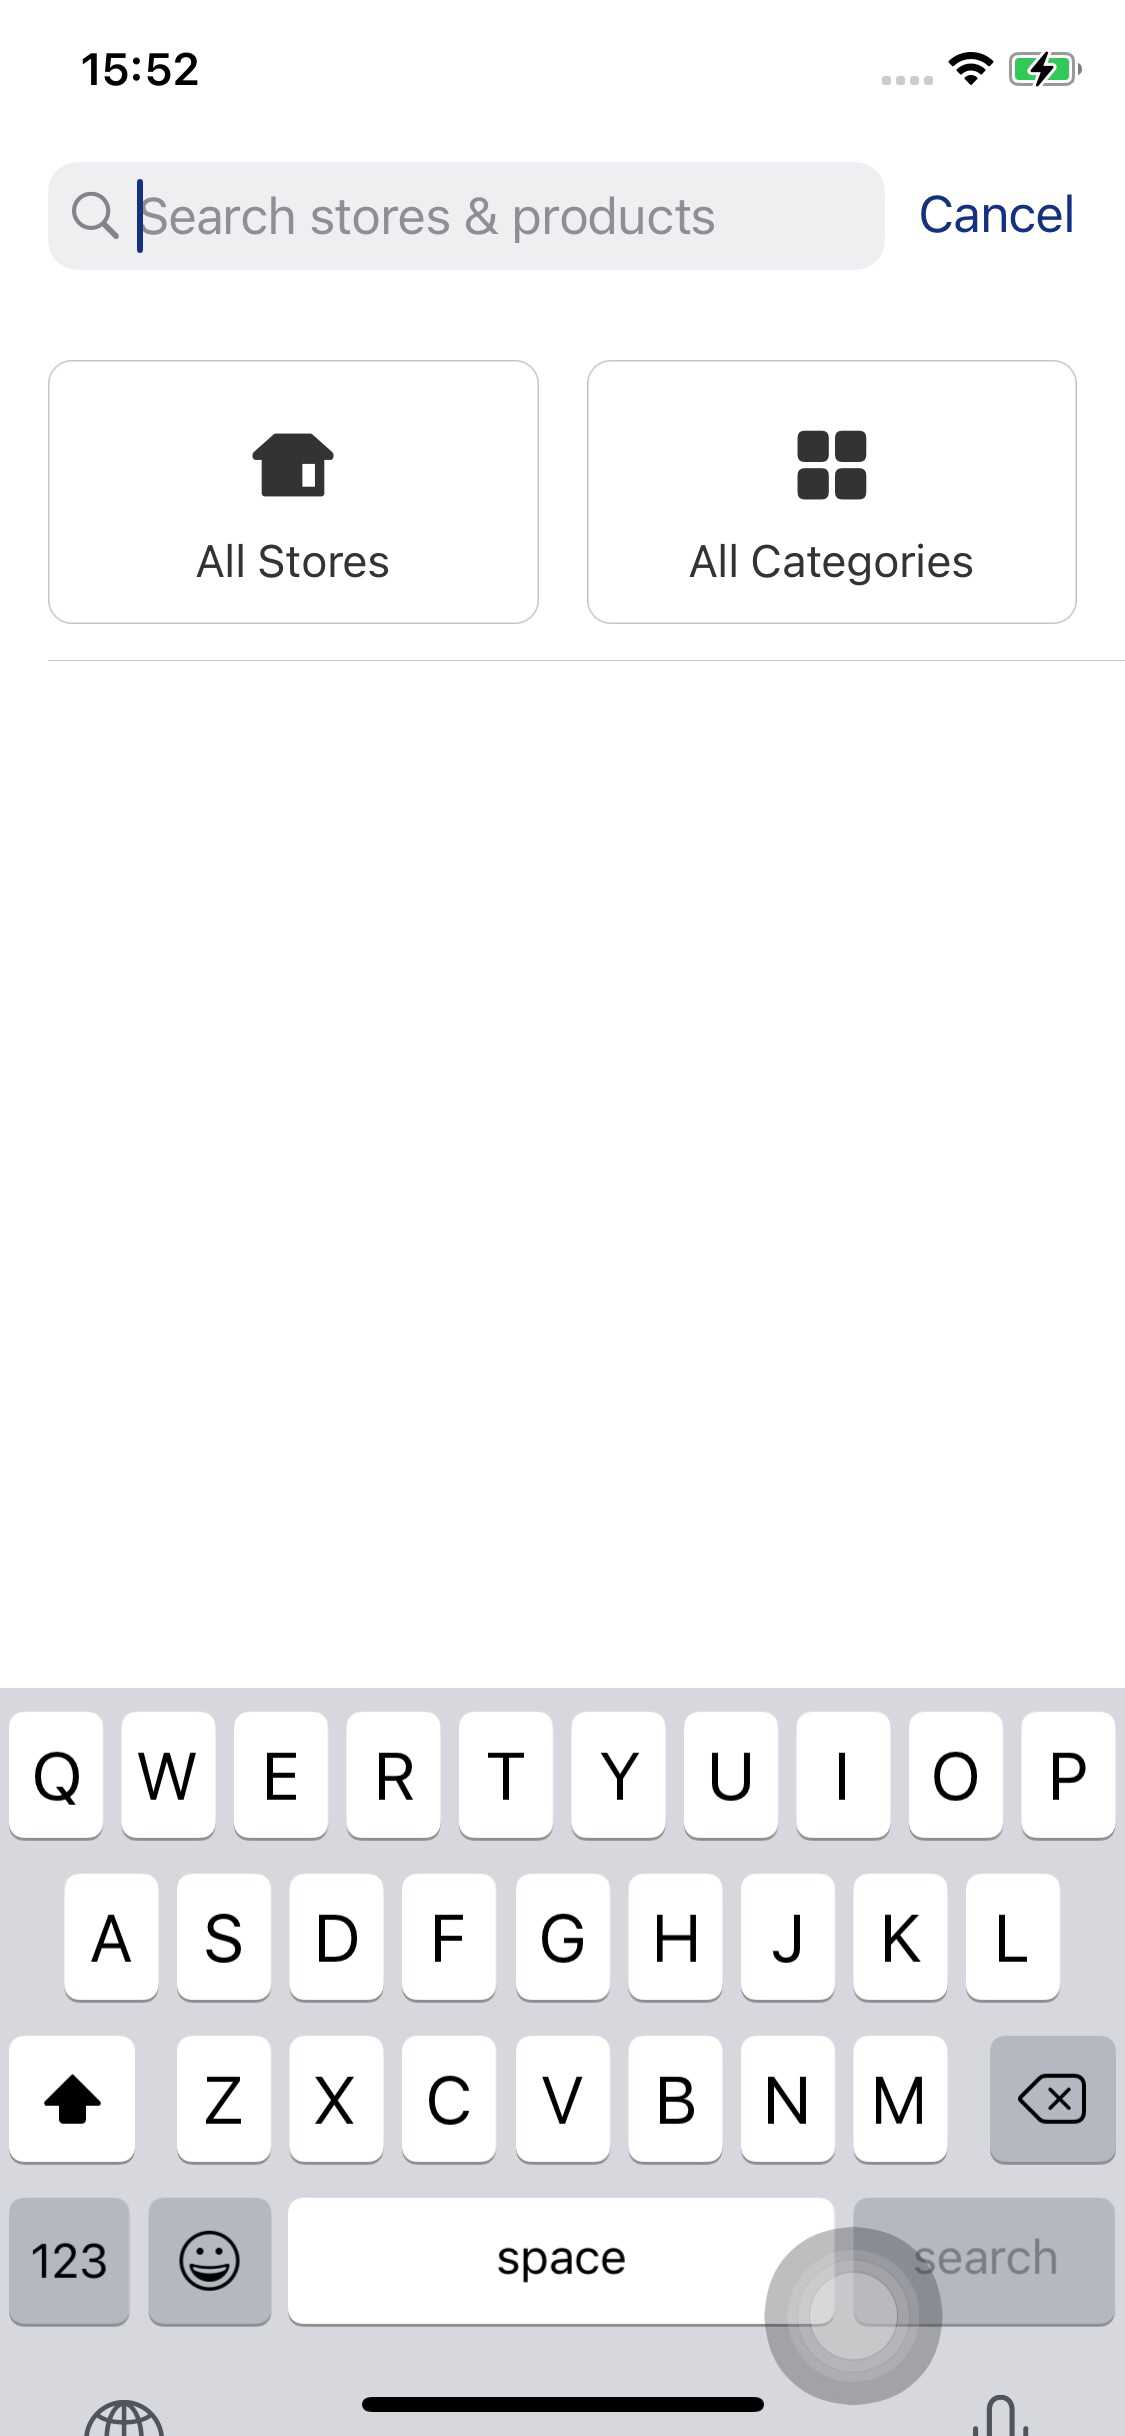 15:52
Search stores & products
Cancel
All Stores
All Categories
Q W E R T Y U I O P
A S D F G H J K L
Z X C V B N M
123
space
search